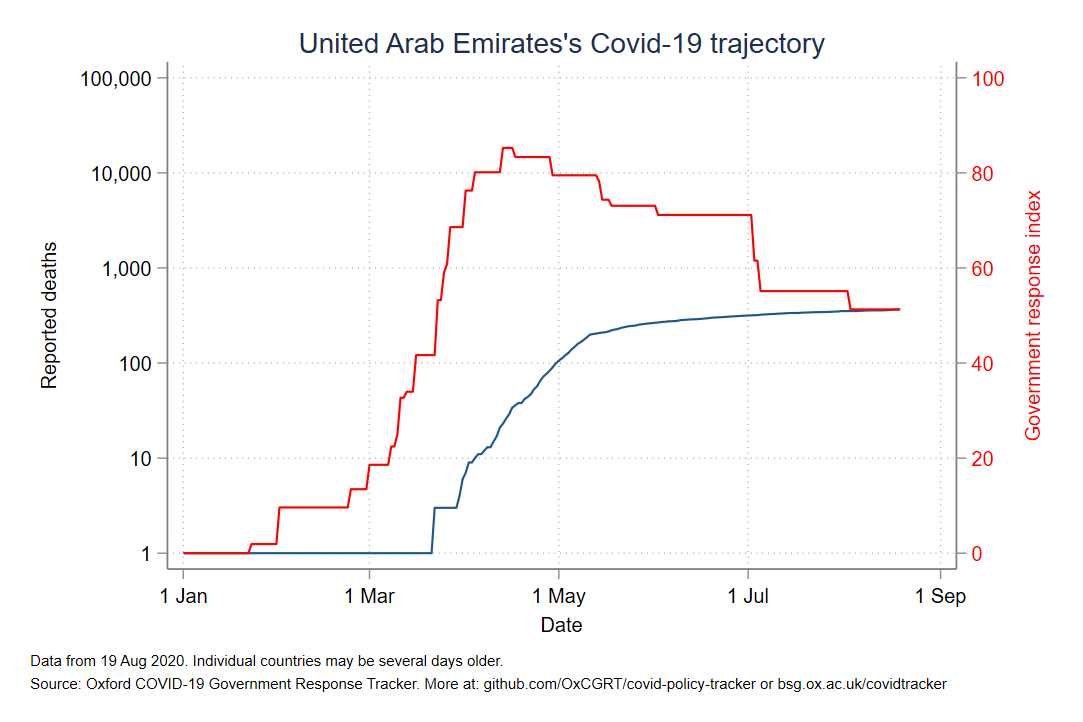 United Arab Emirates's Covid-19 trajectory
100,000
10,000
1,000
100
10
1
Reported deaths
100
80
60
40
20
0
Government response index
1 Jan
1 Mar
1 May
1 Jul
1 Sep
Date
Data from 19 Aug 2020. Individual countries may be several days older.
Source: Oxford COVID-19 Government Response Tracker. More at: github.com/OxCGRT/covid-policy-tracker or bsg.ox.ac.uk/covidtracker